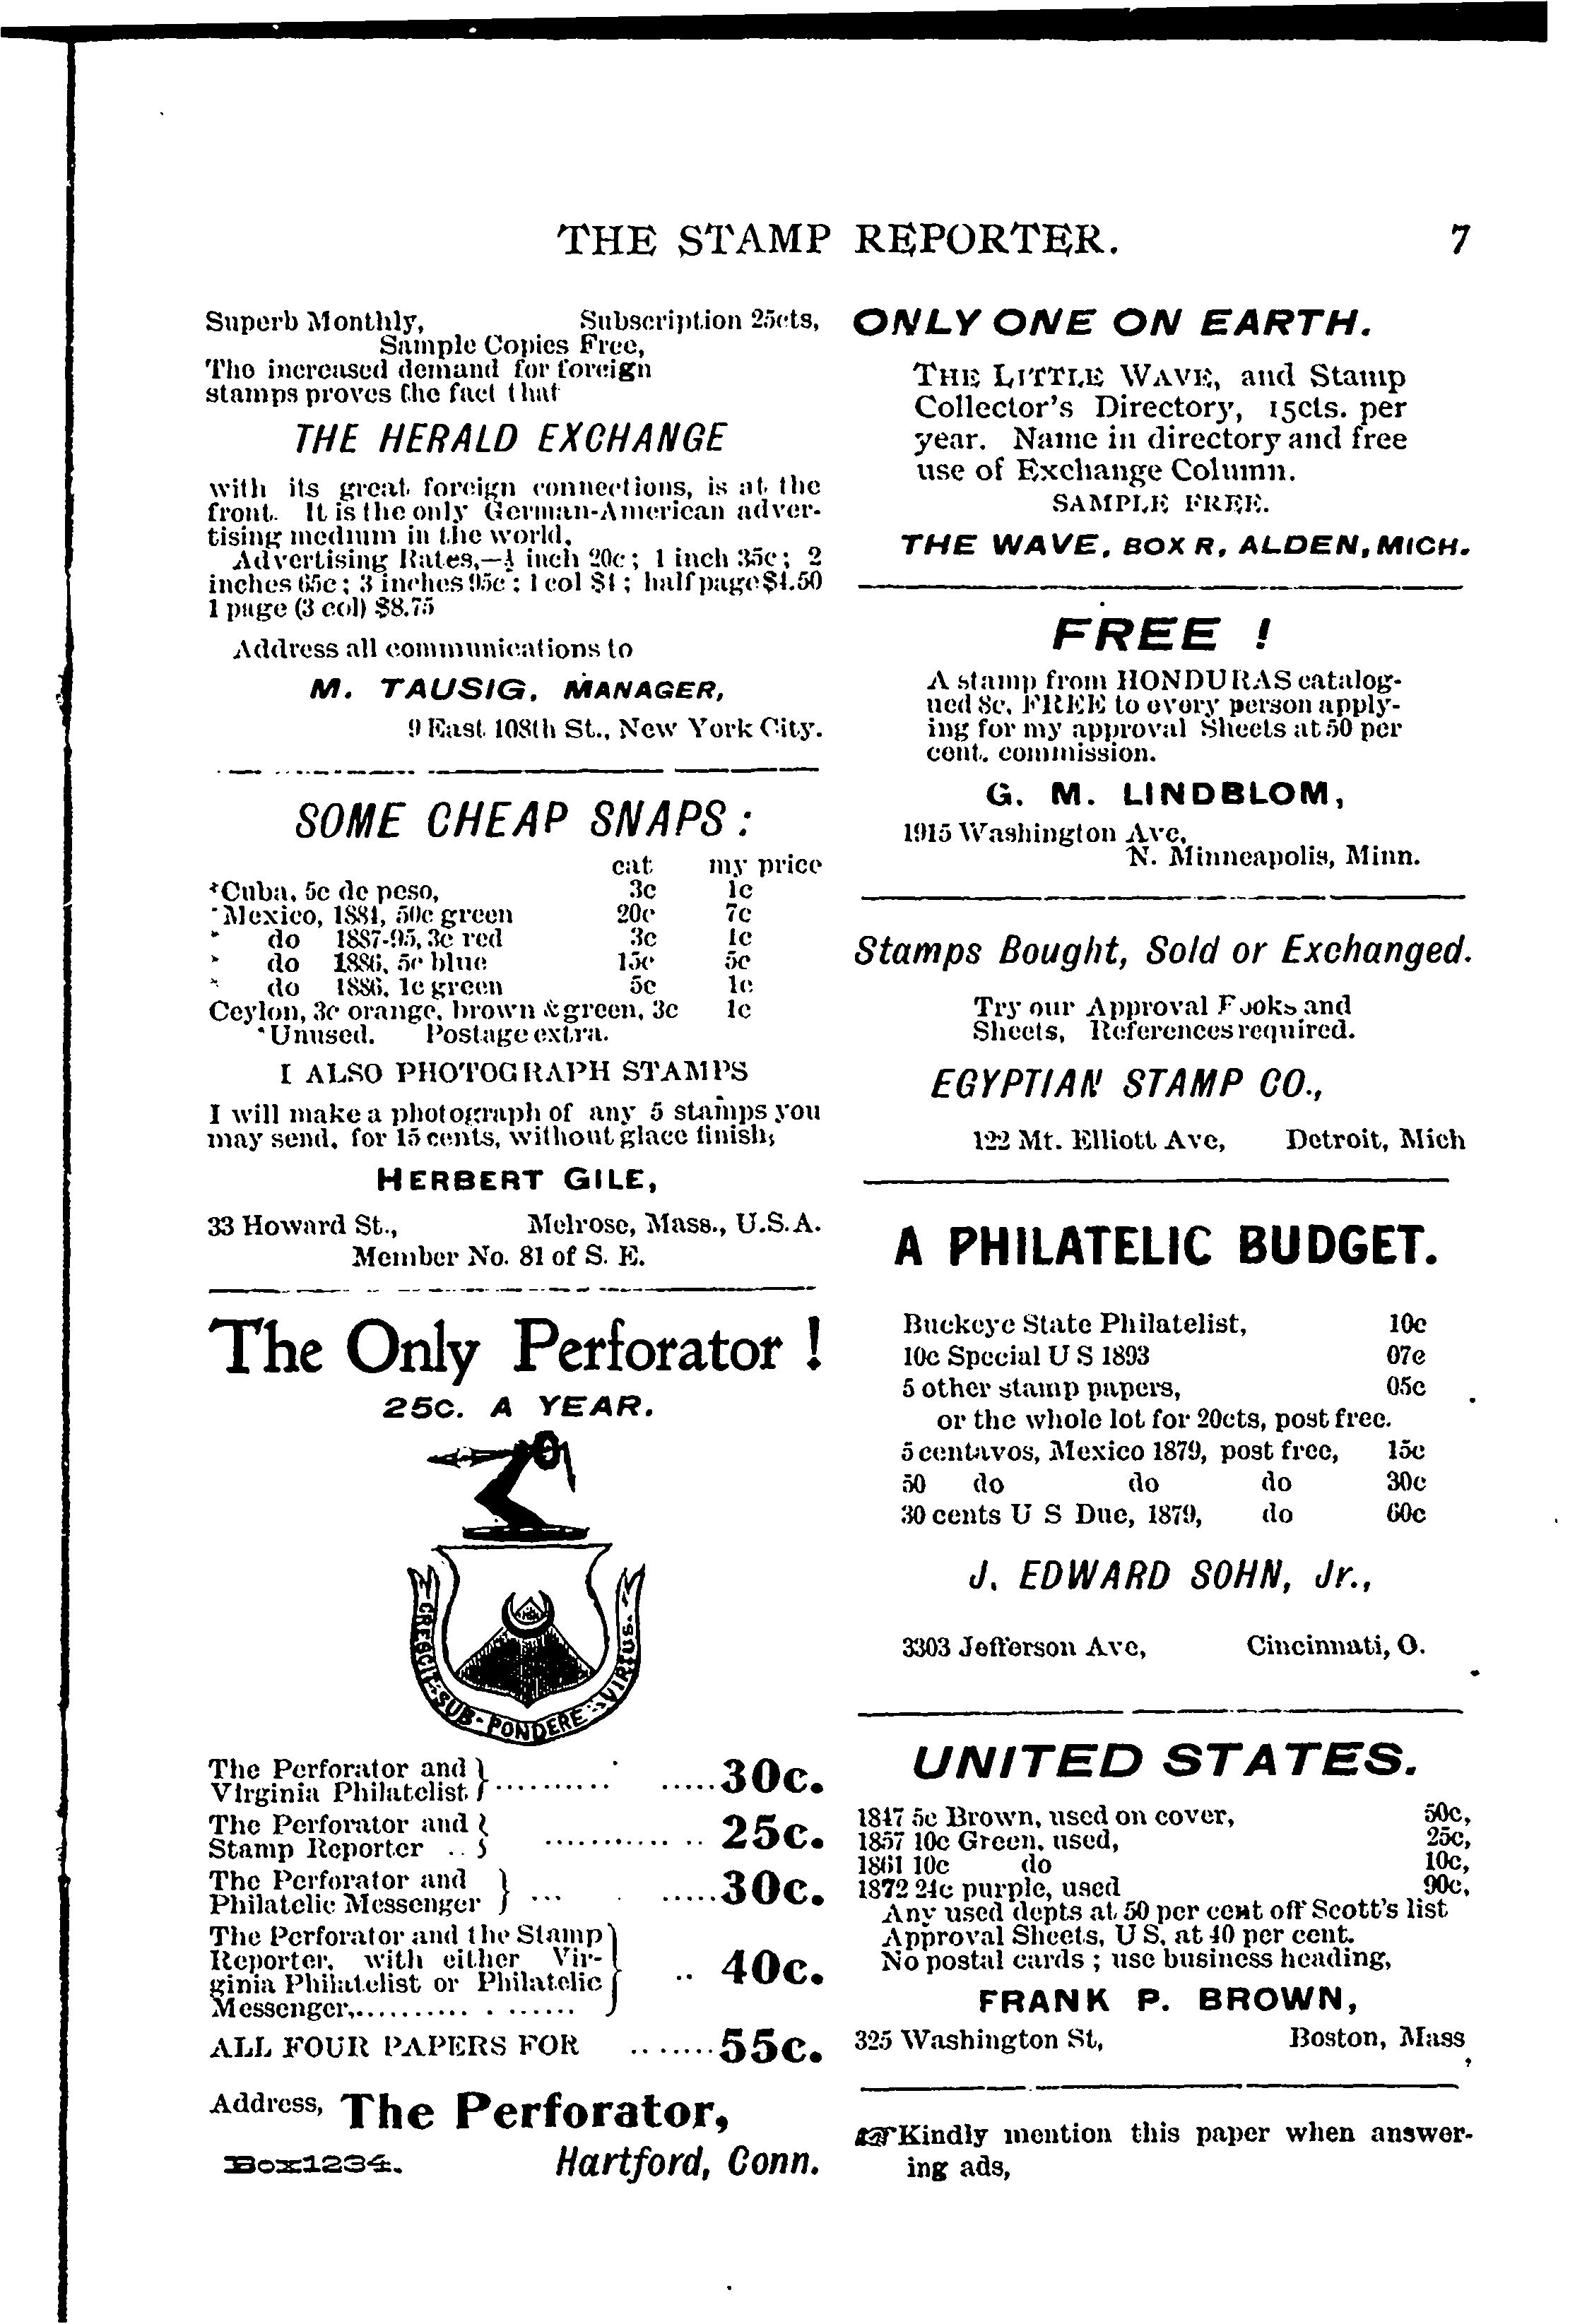 THE STAMP REPORTER. 7
Superb Monthly, Subscription 25cts,
Sample Copies Free,
The increased demand for foreign
stamps proves the fact that
THE HERALD EXCHANGE
with its great foreign connections, is at the
front. It is the only German-American adver-
tising medium in the world,
Advertising Rates,—½ inch 20c; 1 inch 35c; 2
inches 65c; 3 inches 95c; 1 col $4; half page $4.50
1 page (3 col) $8.75
Address all communications to
M. TAUSIG, MANAGER,
9 East 108th St., New York City.
SOME CHEAP SNAPS:
cat my price
*Cuba, 5c de peso, 3c 1c
*Mexico, 1884, 50c green 20c 7c
* do 1887-95, 3c red 3c 1c
* do 1886, 5c blue 15c 5c
* do 1886, 1c green 5c 1c
Ceylon, 3c orange, brown & green, 3c 1c
*Unused. Postage extra.
I ALSO PHOTOGRAPH STAMPS
I will make a photograph of any 5 stamps you
may send, for 15 cents, without glace finish;
HERBERT GILE,
33 Howard St., Melrose, Mass., U.S.A.
Member No. 81 of S. E.
The Only Perforator!
25C. A YEAR.
CRESCIT SUB-PONDERE VIRTUS.
The Perforator and
Virginia Philatelist } .......... ..... 30c.
The Perforator and
Stamp Reporter .. } ........... .. 25c.
The Perforator and
Philatelic Messenger } ... ..... 30c.
The Perforator and the Stamp
Reporter, with either Vir-
ginia Philatelist or Philatelic
Messenger,........... . ...... } .. 40c.
ALL FOUR PAPERS FOR ........ 55c.
Address, The Perforator,
Box 1234. Hartford, Conn.
ONLY ONE ON EARTH.
THE LITTLE WAVE, and Stamp
Collector's Directory, 15cts. per
year. Name in directory and free
use of Exchange Column.
SAMPLE FREE.
THE WAVE, BOX R, ALDEN, MICH.
FREE !
A stamp from HONDURAS catalog-
ued 8c, FREE to every person apply-
ing for my approval Sheets at 50 per
cent. commission.
G. M. LINDBLOM,
1915 Washington Ave,
N. Minneapolis, Minn.
Stamps Bought, Sold or Exchanged.
Try our Approval Books and
Sheets, References required.
EGYPTIAN STAMP CO.,
122 Mt. Elliott Ave, Detroit, Mich
A PHILATELIC BUDGET.
Buckeye State Philatelist, 10c
10c Special U S 1893 07c
5 other stamp papers, 05c
or the whole lot for 20cts, post free.
5 centavos, Mexico 1879, post free, 15c
50 do do do 30c
30 cents U S Due, 1879, do 60c
J. EDWARD SOHN, Jr.,
3303 Jefferson Ave, Cincinnati, O.
UNITED STATES.
1847 5c Brown, used on cover, 50c,
1857 10c Green, used, 25c,
1861 10c do 10c,
1872 24c purple, used 90c,
Any used depts at 50 per cent off Scott's list
Approval Sheets, U S, at 40 per cent.
No postal cards ; use business heading,
FRANK P. BROWN,
325 Washington St, Boston, Mass
☞Kindly mention this paper when answer-
ing ads,